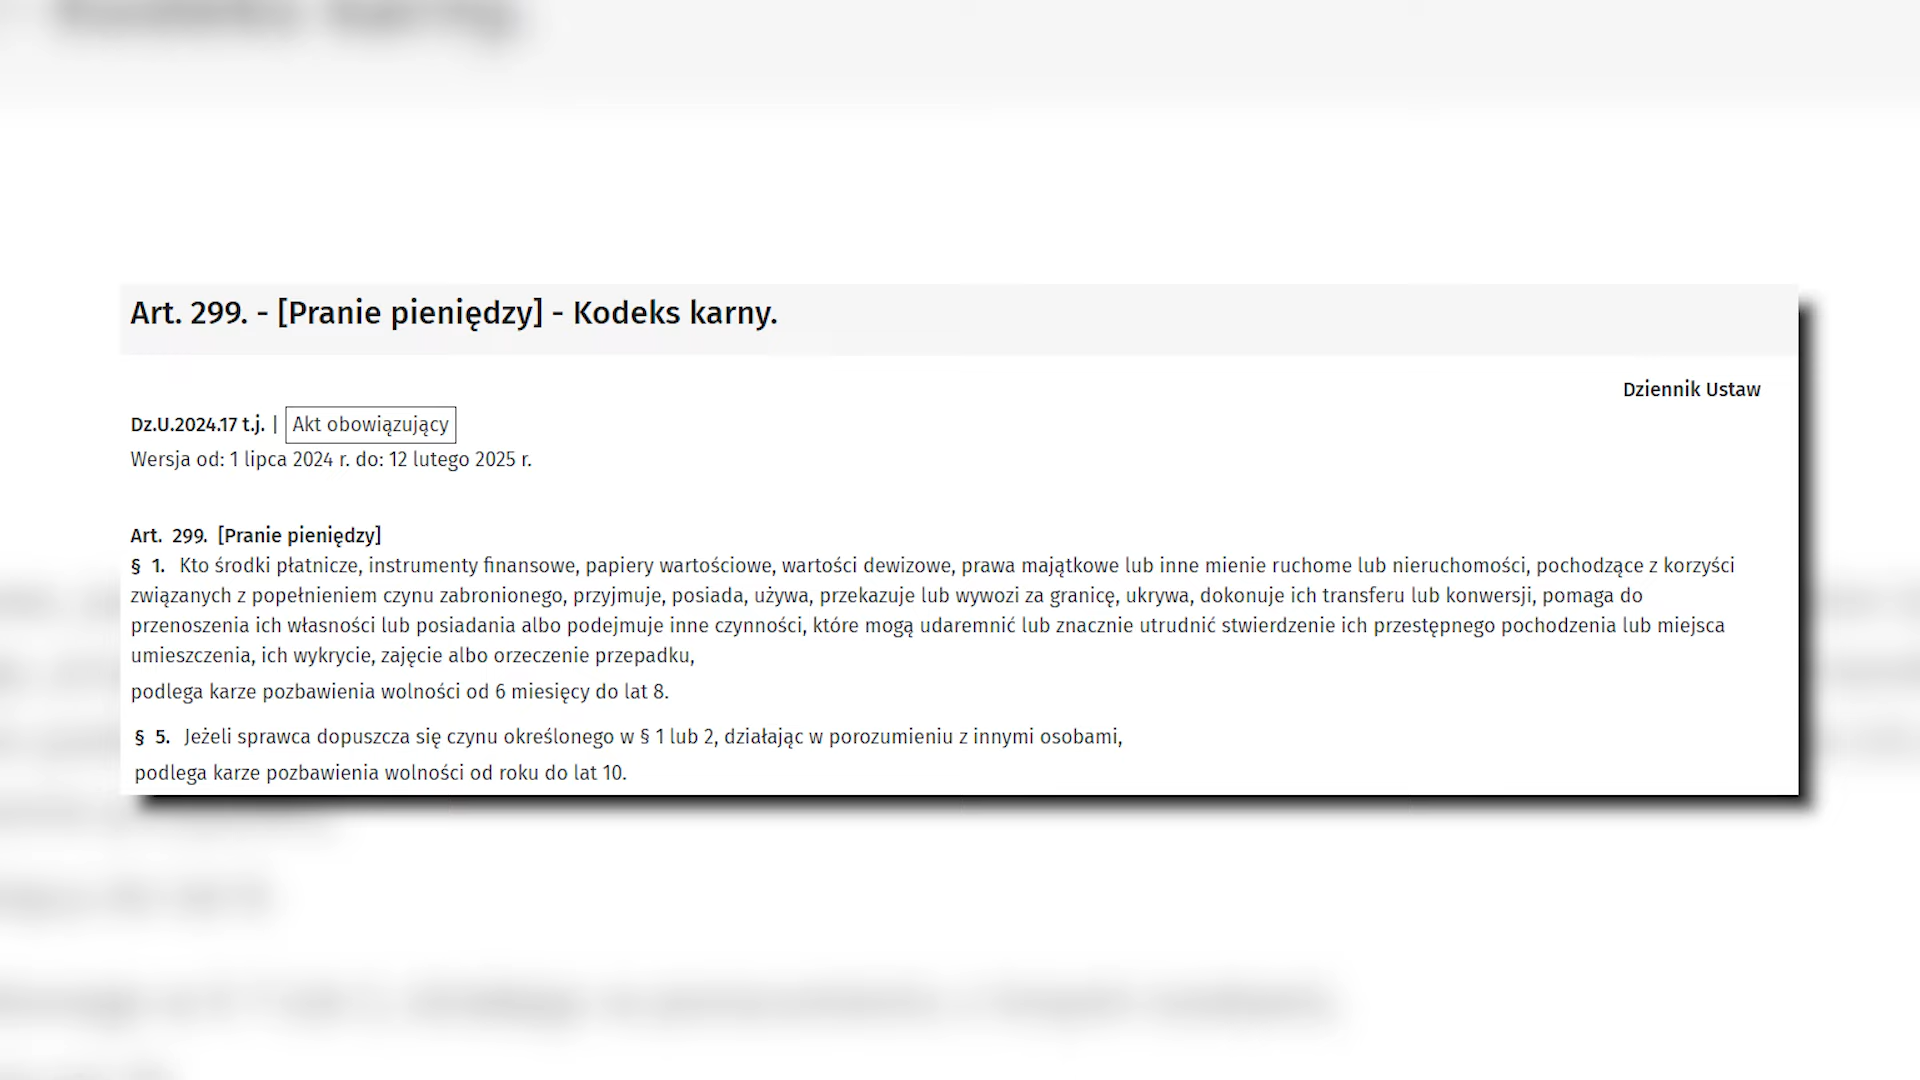 Art. 299. - [Pranie pieniędzy] - Kodeks karny.
Dziennik Ustaw
Dz.U.2024.17 t.j. | Akt obowiązujący
Wersja od: 1 lipca 2024 r. do: 12 lutego 2025 r.
Art. 299. [Pranie pieniędzy]
§ 1. Kto środki płatnicze, instrumenty finansowe, papiery wartościowe, wartości dewizowe, prawa majątkowe lub inne mienie ruchome lub nieruchomości, pochodzące z korzyści
związanych z popełnieniem czynu zabronionego, przyjmuje, posiada, używa, przekazuje lub wywozi za granicę, ukrywa, dokonuje ich transferu lub konwersji, pomaga do
przenoszenia ich własności lub posiadania albo podejmuje inne czynności, które mogą udaremnić lub znacznie utrudnić stwierdzenie ich przestępnego pochodzenia lub miejsca
umieszczenia, ich wykrycie, zajęcie albo orzeczenie przepadku,
podlega karze pozbawienia wolności od 6 miesięcy do lat 8.
§ 5. Jeżeli sprawca dopuszcza się czynu określonego w § 1 lub 2, działając w porozumieniu z innymi osobami,
podlega karze pozbawienia wolności od roku do lat 10.